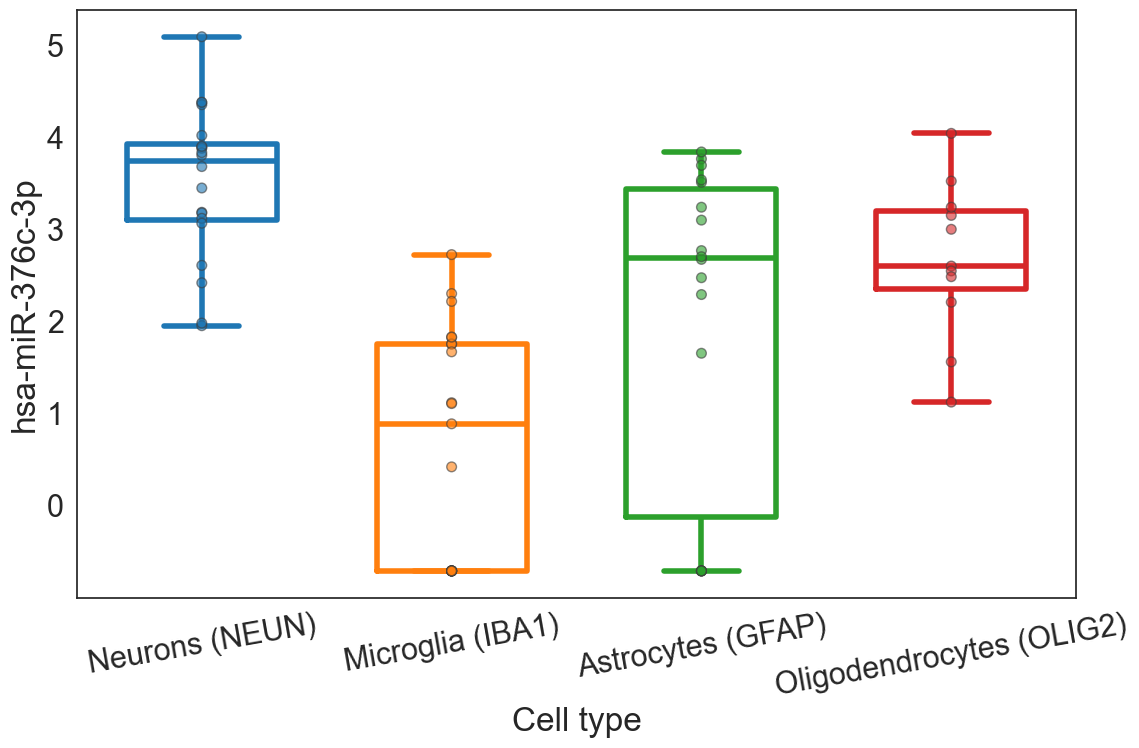 hsa-miR-376c-3p
5
4
3
2
1
0
Neurons (NEUN)
Microglia (IBA1)
Astrocytes (GFAP)
Oligodendrocytes (OLIG2)
Cell type